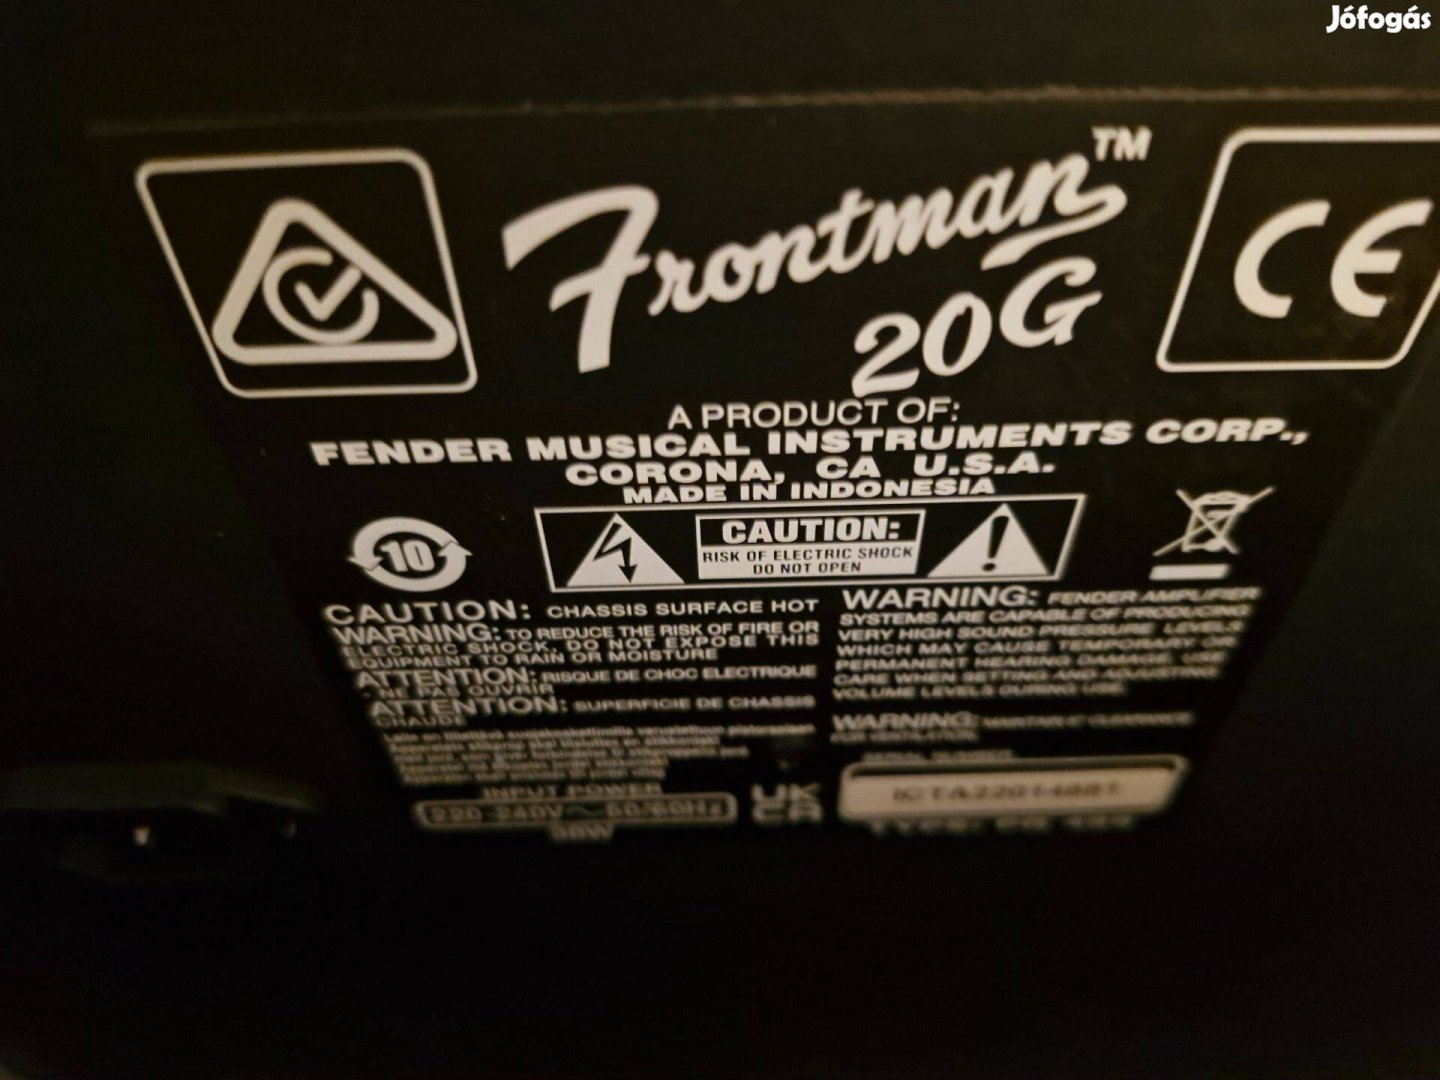 Jófogás
Frontman™
20G
CE
A PRODUCT OF:
FENDER MUSICAL INSTRUMENTS CORP.,
CORONA, CA U.S.A.
MADE IN INDONESIA
10
CAUTION:
RISK OF ELECTRIC SHOCK
DO NOT OPEN
CAUTION: CHASSIS SURFACE HOT
WARNING: TO REDUCE THE RISK OF FIRE OR
ELECTRIC SHOCK, DO NOT EXPOSE THIS
EQUIPMENT TO RAIN OR MOISTURE
ATTENTION: RISQUE DE CHOC ELECTRIQUE
- NE PAS OUVRIR
ATTENTION: SUPERFICIE DE CHASSIS
CHAUDE
INPUT POWER
220-240V~50/60Hz
WARNING: FENDER AMPLIFIER
SYSTEMS ARE CAPABLE OF PRODUCING
VERY HIGH SOUND PRESSURE LEVELS
WHICH MAY CAUSE TEMPORARY OR
PERMANENT HEARING DAMAGE. USE
CARE WHEN SETTING AND ADJUSTING
VOLUME LEVELS DURING USE.
WARNING:
UK
CA